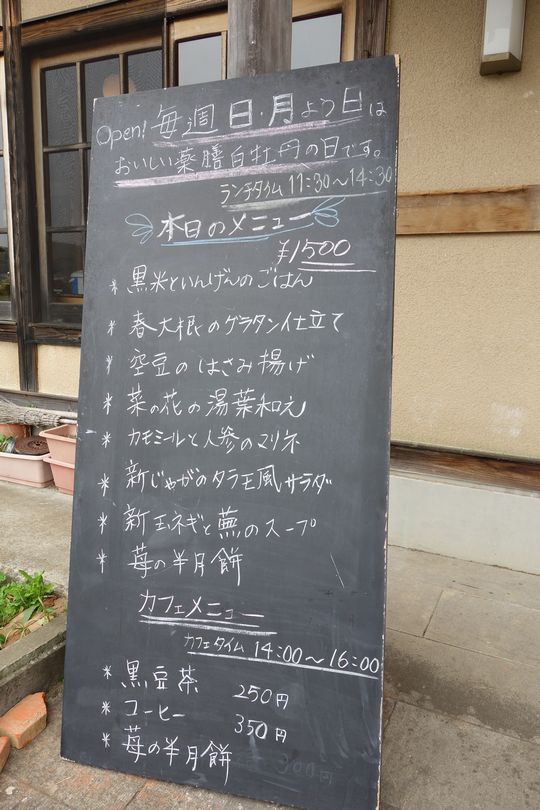 Open! 毎週日・月よう日は
おいしい薬膳白牡丹の日です。
ランチタイム 11:30〜14:30
本日のメニュー
¥1500
* 黒米といんげんのごはん
* 春大根のグラタン仕立て
* 空豆のはさみ揚げ
* 菜の花の湯葉和え
* カモミールと人参のマリネ
* 新じゃがのタラモ風サラダ
* 新玉ネギと蕪のスープ
* 苺の半月餅
カフェメニュー
カフェタイム 14:00〜16:00
* 黒豆茶 250円
* コーヒー 350円
* 苺の半月餅 300円